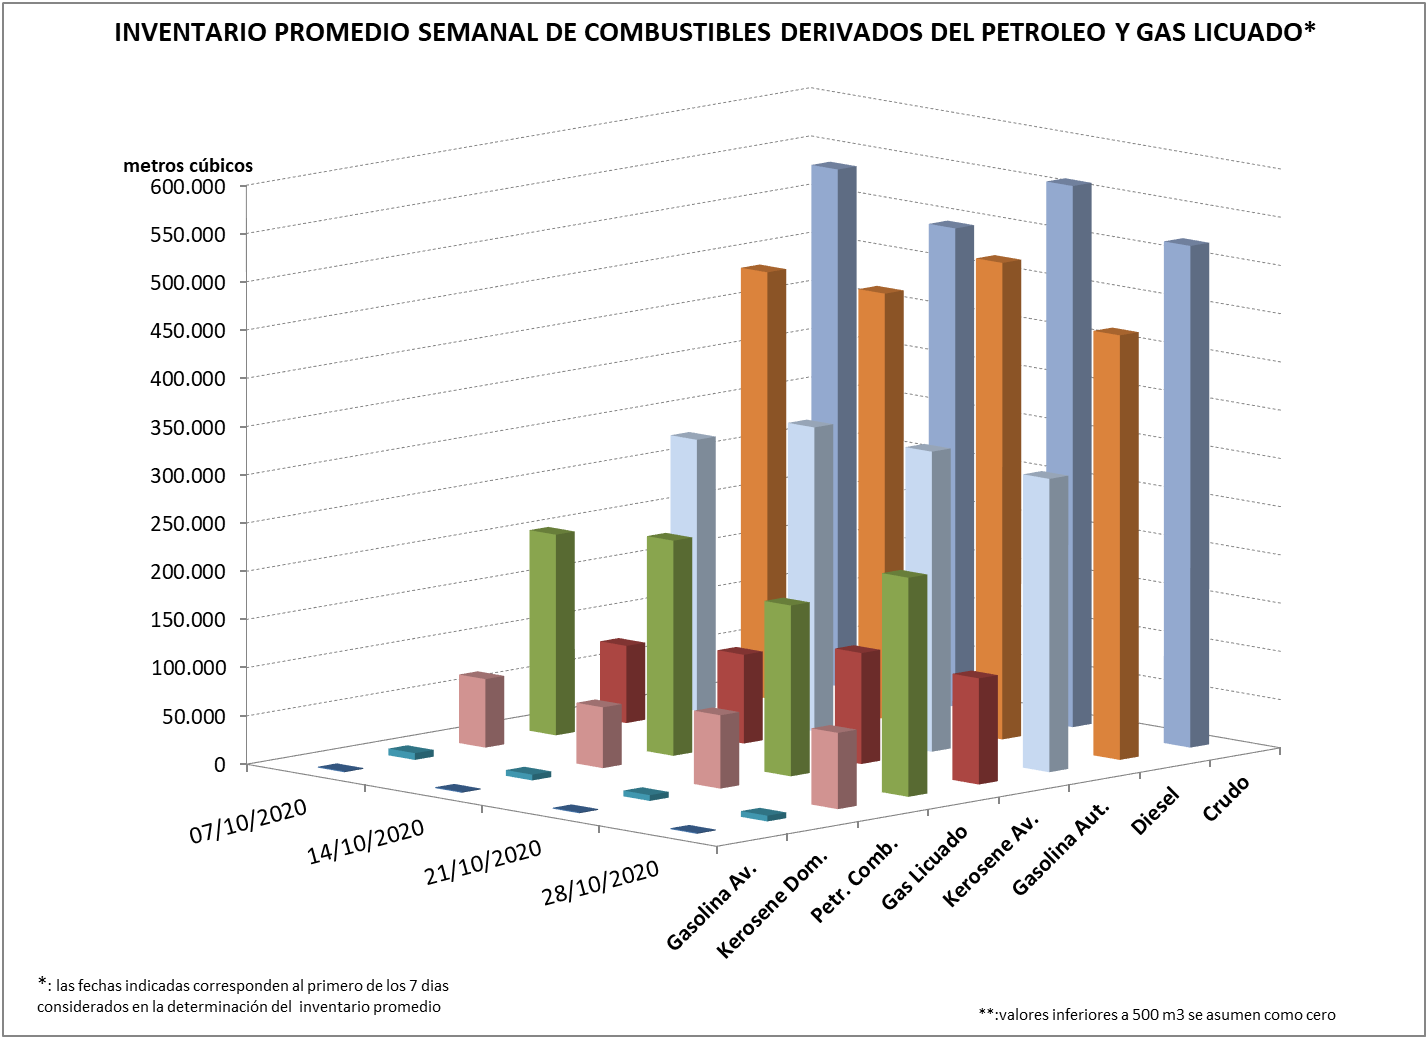 INVENTARIO PROMEDIO SEMANAL DE COMBUSTIBLES DERIVADOS DEL PETROLEO Y GAS LICUADO*
metros cúbicos
600.000
550.000
500.000
450.000
400.000
350.000
300.000
250.000
200.000
150.000
100.000
50.000
0
07/10/2020
14/10/2020
21/10/2020
28/10/2020
Gasolina Av.
Kerosene Dom.
Petr. Comb.
Gas Licuado
Kerosene Av.
Gasolina Aut.
Diesel
Crudo
*: las fechas indicadas corresponden al primero de los 7 dias
considerados en la determinación del inventario promedio
**:valores inferiores a 500 m3 se asumen como cero